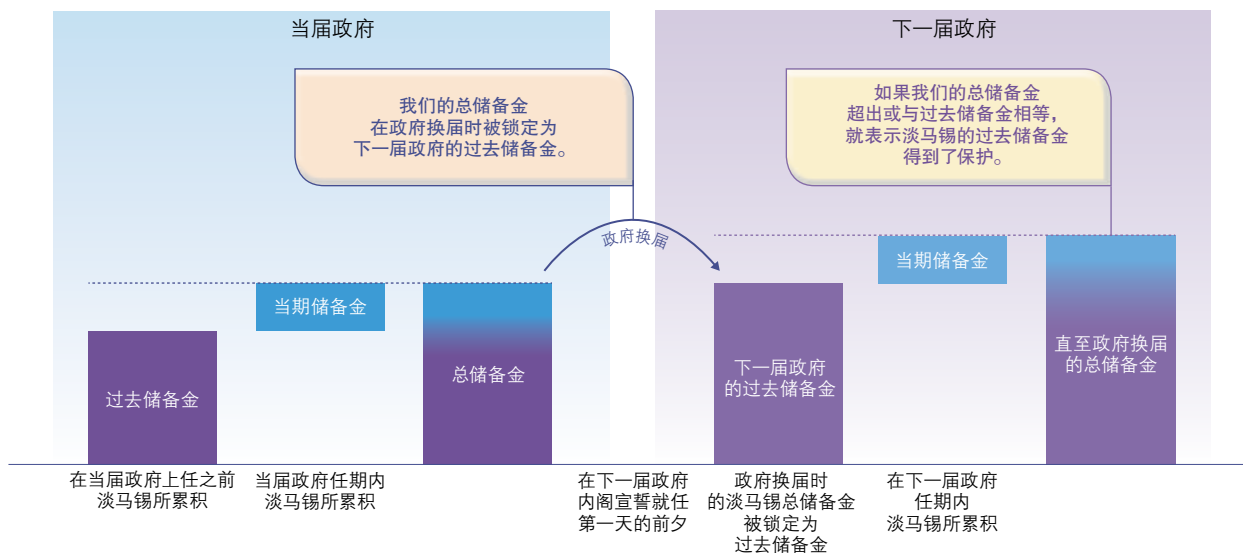 当届政府
下一届政府
我们的总储备金
在政府换届时被锁定为
下一届政府的过去储备金。
如果我们的总储备金
超出或与过去储备金相等，
就表示淡马锡的过去储备金
得到了保护。
政府换届
过去储备金
当期储备金
总储备金
下一届政府
的过去储备金
当期储备金
直至政府换届
的总储备金
在当届政府上任之前
淡马锡所累积
当届政府任期内
淡马锡所累积
在下一届政府
内阁宣誓就任
第一天的前夕
政府换届时
的淡马锡总储备金
被锁定为
过去储备金
在下一届政府
任期内
淡马锡所累积